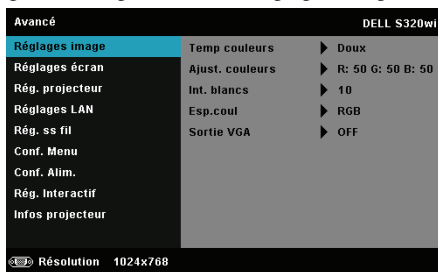 Avancé DELL S320wi
Réglages image
Réglages écran
Rég. projecteur
Réglages LAN
Rég. ss fil
Conf. Menu
Conf. Alim.
Rég. Interactif
Infos projecteur
Temp couleurs Doux
Ajust. couleurs R: 50 G: 50 B: 50
Int. blancs 10
Esp.coul RGB
Sortie VGA OFF
Résolution 1024x768